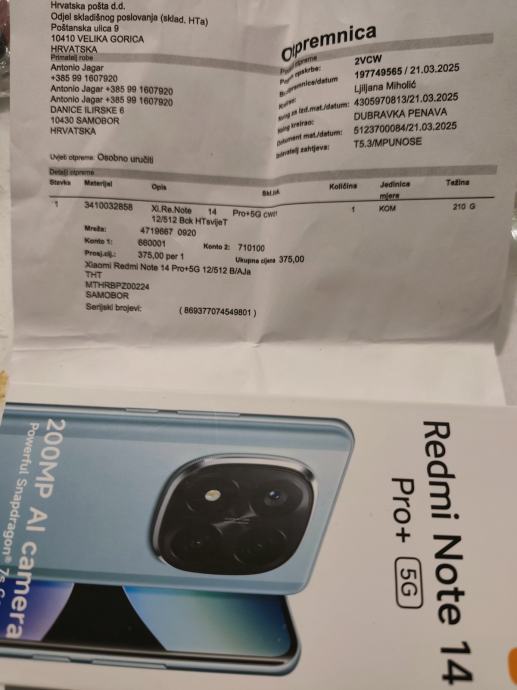 Hrvatska pošta d.d.
Odjel skladišnog poslovanja (sklad. HTa)
Poštanska ulica 9
10410 VELIKA GORICA
HRVATSKA
Primatelj robe
Antonio Jagar
+385 99 1607920
Antonio Jagar +385 99 1607920
Antonio Jagar +385 99 1607920
DANICE ILIRSKE 6
10430 SAMOBOR
HRVATSKA
Uvjeti otpreme: Osobno uručiti
Otpremnica
2VCW
197749565 / 21.03.2025
Ljiljana Miholić
4305970813/21.03.2025
DUBRAVKA PENAVA
5123700084/21.03.2025
T5.3/MPUNOSE
Detalji otpreme
Stavka Materijal Opis Količina Jedinica mjere Težina
1 3410032858 Xi.Re.Note 14 Pro+5G 1 KOM 210 G
12/512 Bck HTsvijeT
Mreža: 4719667 0920
Konto 1: 660001 Konto 2: 710100
Prosj.cij.: 375,00 per 1 Ukupna cijena 375,00
Xiaomi Redmi Note 14 Pro+5G 12/512 B/AJa
THT
MTHRBPZ00224
SAMOBOR
Serijski brojevi: ( 869377074549801 )
Redmi Note 14
Pro+ 5G
200MP AI camera
Powerful Snapdragon® 7s